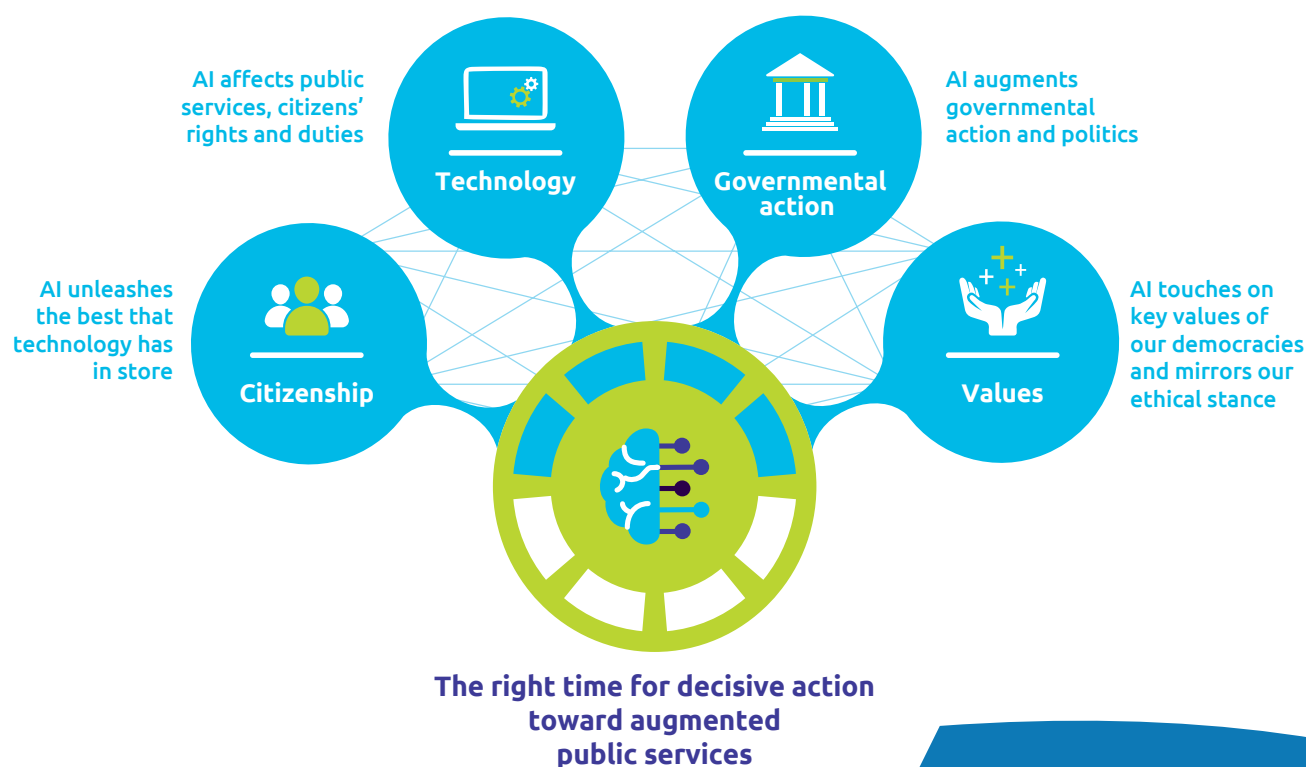 AI affects public
services, citizens’
rights and duties
Technology
Governmental
action
AI augments
governmental
action and politics
AI unleashes
the best that
technology has
in store
Citizenship
Values
AI touches on
key values of
our democracies
and mirrors our
ethical stance
The right time for decisive action
toward augmented
public services